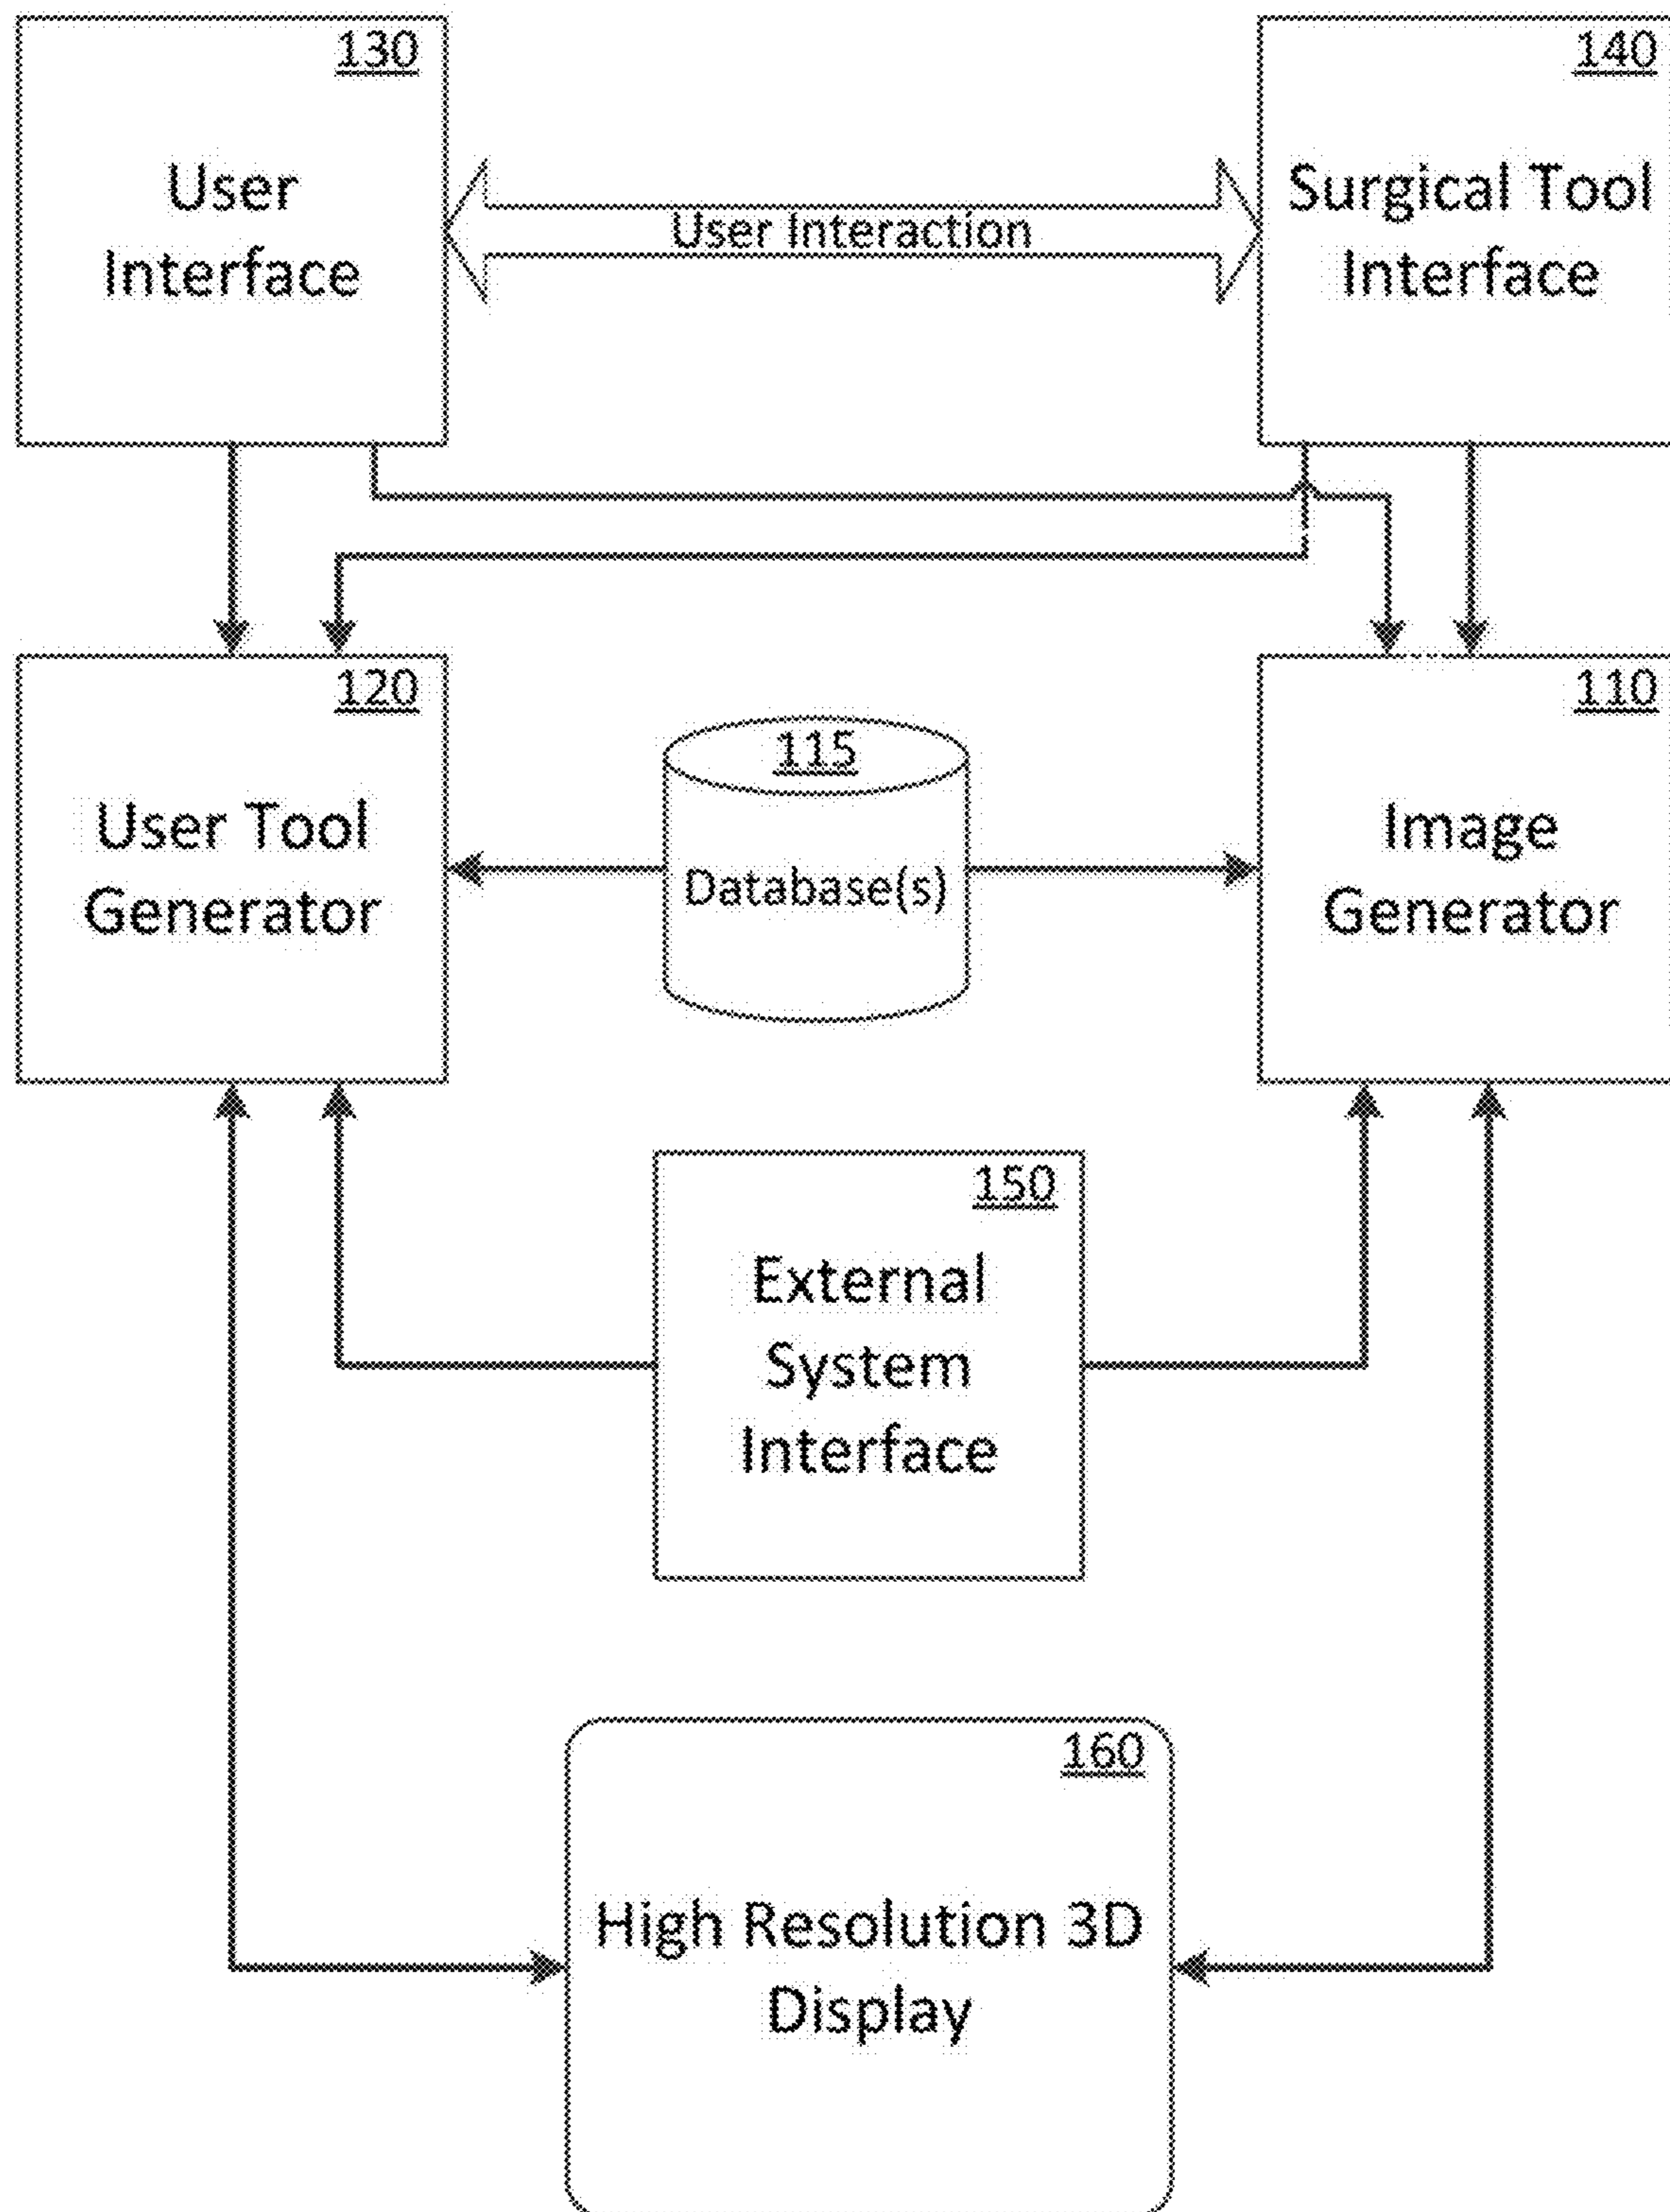 130
User
Interface
User Interaction
140
Surgical Tool
Interface
120
User Tool
Generator
115
Database(s)
110
Image
Generator
150
External
System
Interface
160
High Resolution 3D
Display